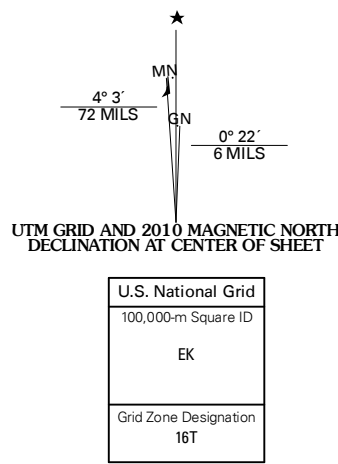 MN
4° 3´
72 MILS
GN
0° 22´
6 MILS
UTM GRID AND 2010 MAGNETIC NORTH
DECLINATION AT CENTER OF SHEET
U.S. National Grid
100,000-m Square ID
EK
Grid Zone Designation
16T